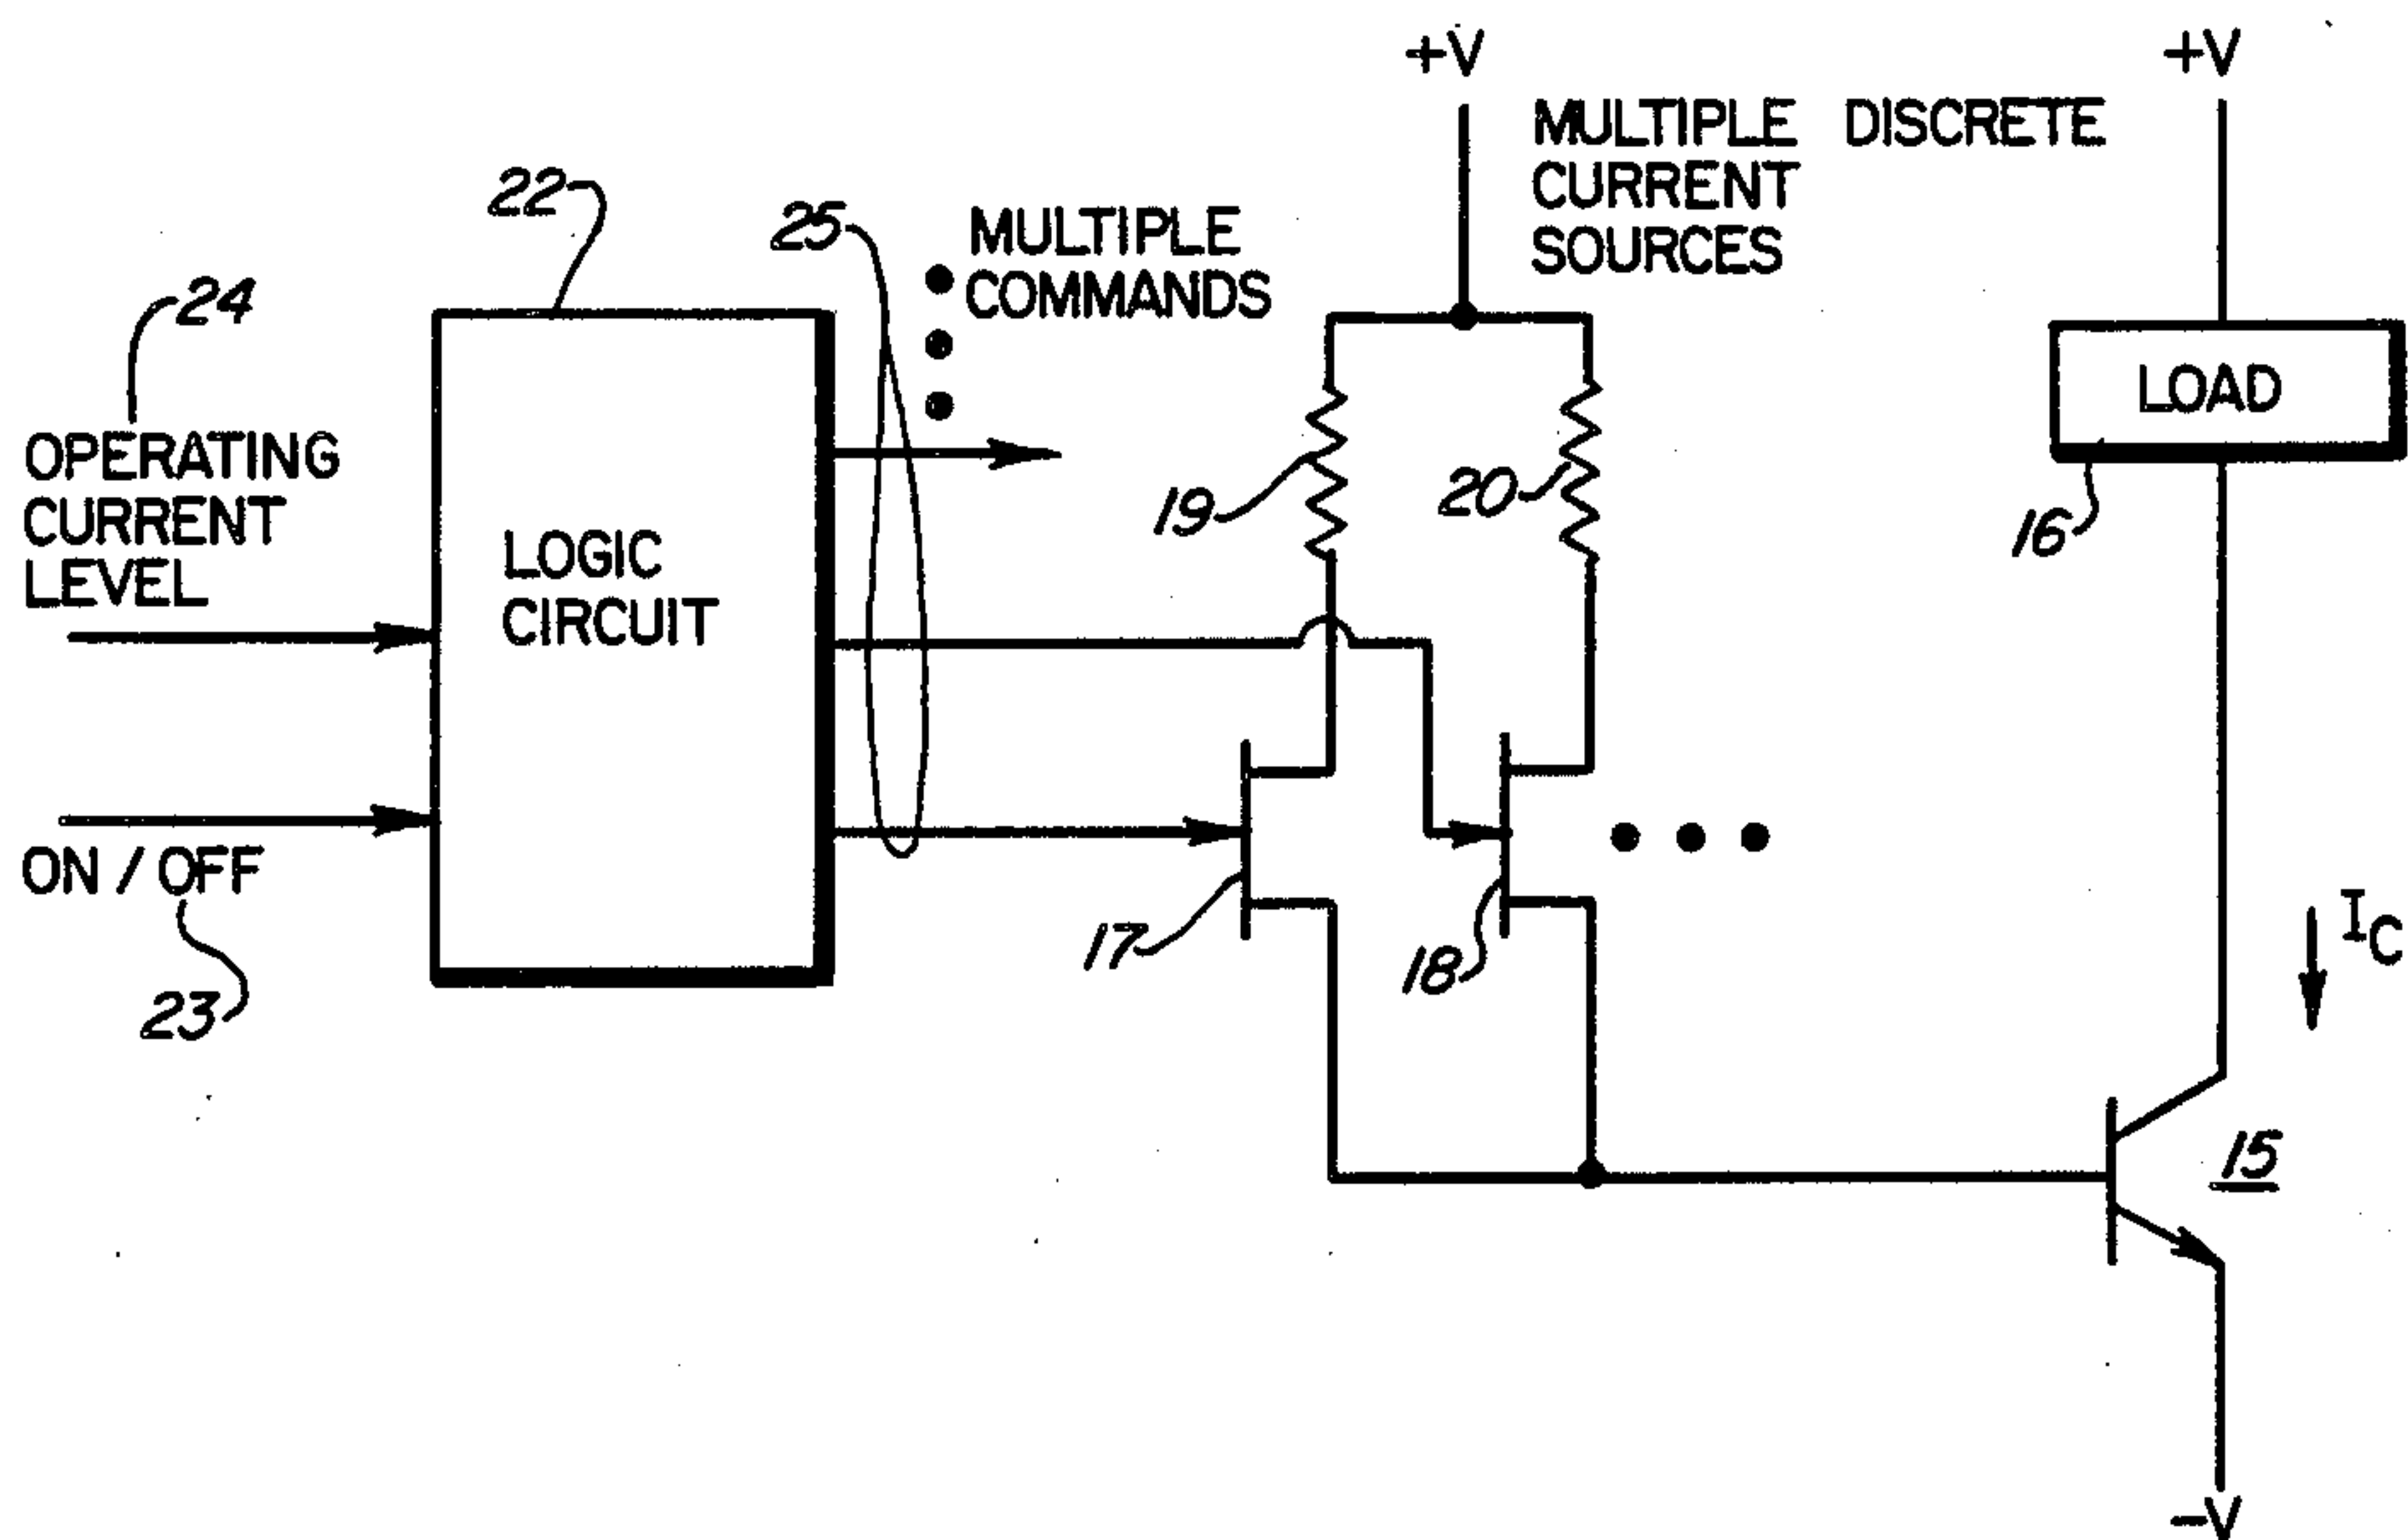 +V
+V
MULTIPLE DISCRETE
CURRENT
SOURCES
22
25
MULTIPLE
COMMANDS
24
OPERATING
CURRENT
LEVEL
LOGIC
CIRCUIT
LOAD
19
20
16
ON / OFF
23
17
18
IC
15
-V